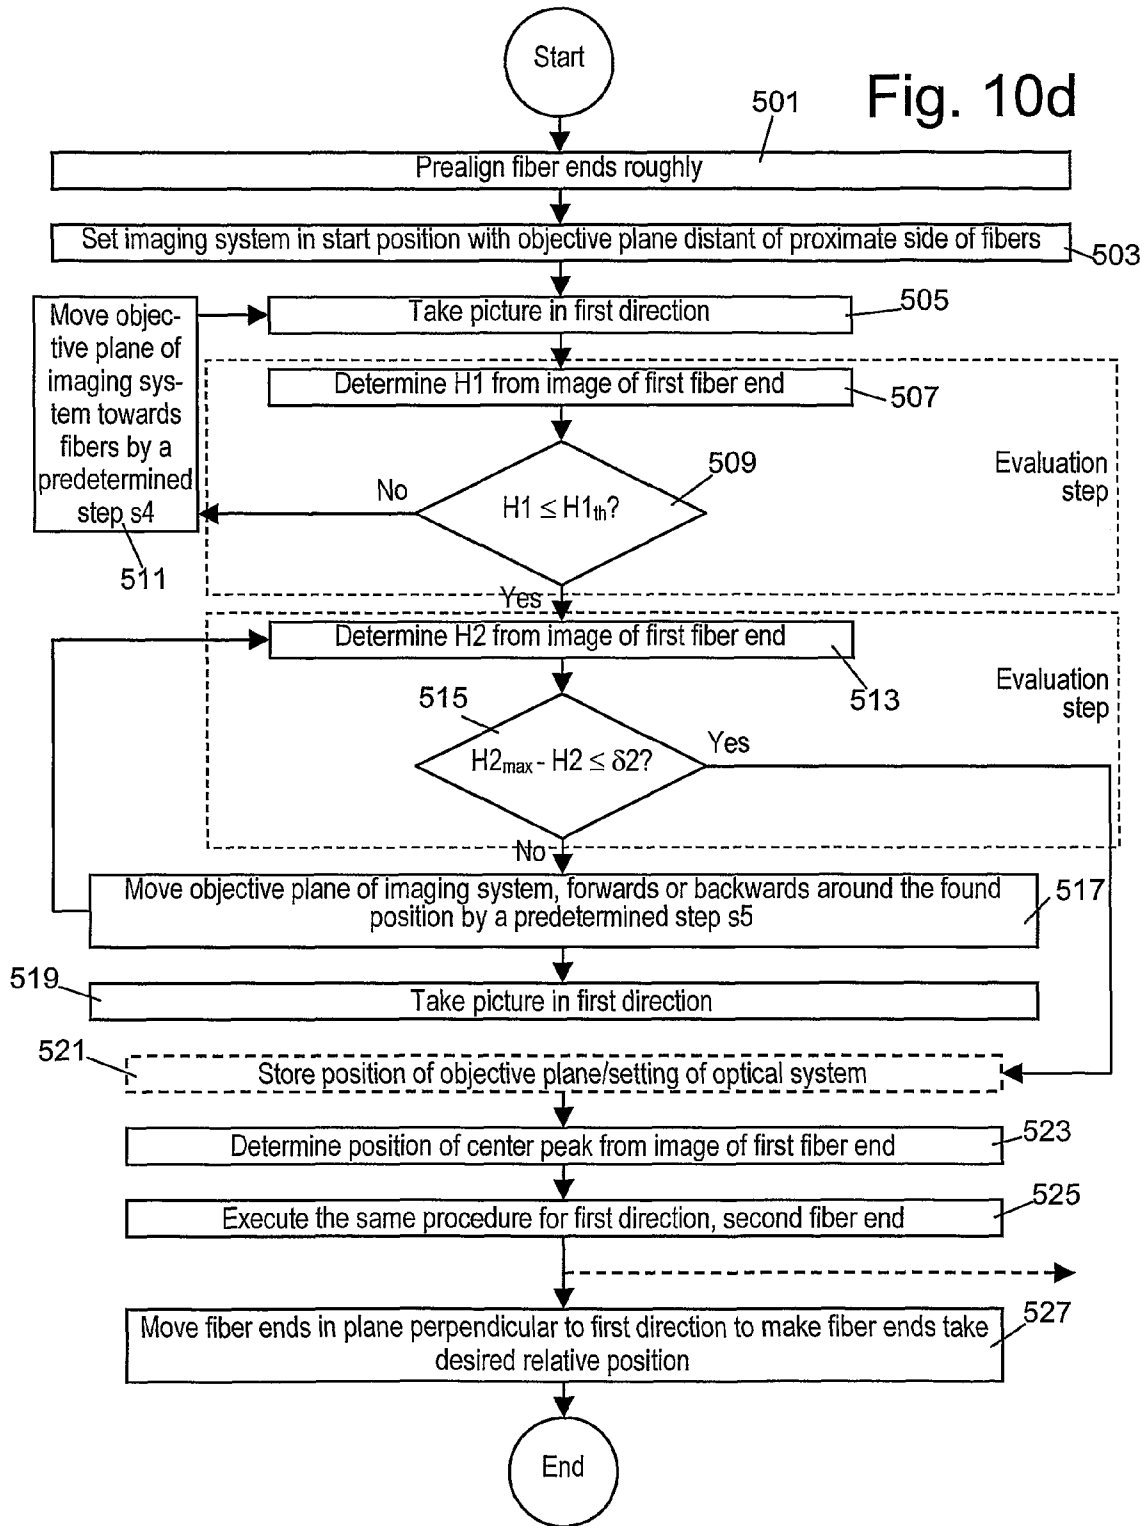 Start
Fig. 10d
501
Prealign fiber ends roughly
Set imaging system in start position with objective plane distant of proximate side of fibers
503
Take picture in first direction
505
Move objec-
tive plane of
imaging sys-
tem towards
fibers by a
predetermined
step s4
511
Determine H1 from image of first fiber end
507
Evaluation
step
509
H1 ≤ H1th?
No
Yes
Determine H2 from image of first fiber end
513
Evaluation
step
515
H2max - H2 ≤ δ2?
Yes
No
Move objective plane of imaging system, forwards or backwards around the found
position by a predetermined step s5
517
519
Take picture in first direction
521
Store position of objective plane/setting of optical system
Determine position of center peak from image of first fiber end
523
Execute the same procedure for first direction, second fiber end
525
Move fiber ends in plane perpendicular to first direction to make fiber ends take
desired relative position
527
End